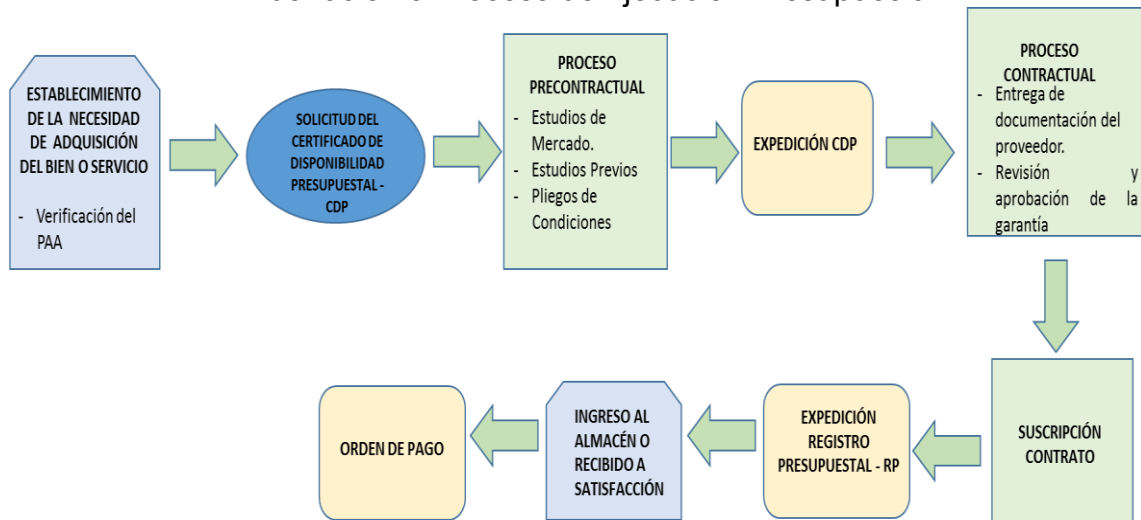 ESTABLECIMIENTO
DE LA NECESIDAD
DE ADQUISICIÓN
DEL BIEN O SERVICIO
- Verificación del
PAA
SOLICITUD DEL
CERTIFICADO DE
DISPONIBILIDAD
PRESUPUESTAL -
CDP
PROCESO
PRECONTRACTUAL
- Estudios de
Mercado.
- Estudios Previos
- Pliegos de
Condiciones
EXPEDICIÓN CDP
PROCESO
CONTRACTUAL
- Entrega de
documentación del
proveedor.
- Revisión y
aprobación de la
garantía
SUSCRIPCIÓN
CONTRATO
EXPEDICIÓN
REGISTRO
PRESUPUESTAL - RP
INGRESO AL
ALMACÉN O
RECIBIDO A
SATISFACCIÓN
ORDEN DE PAGO